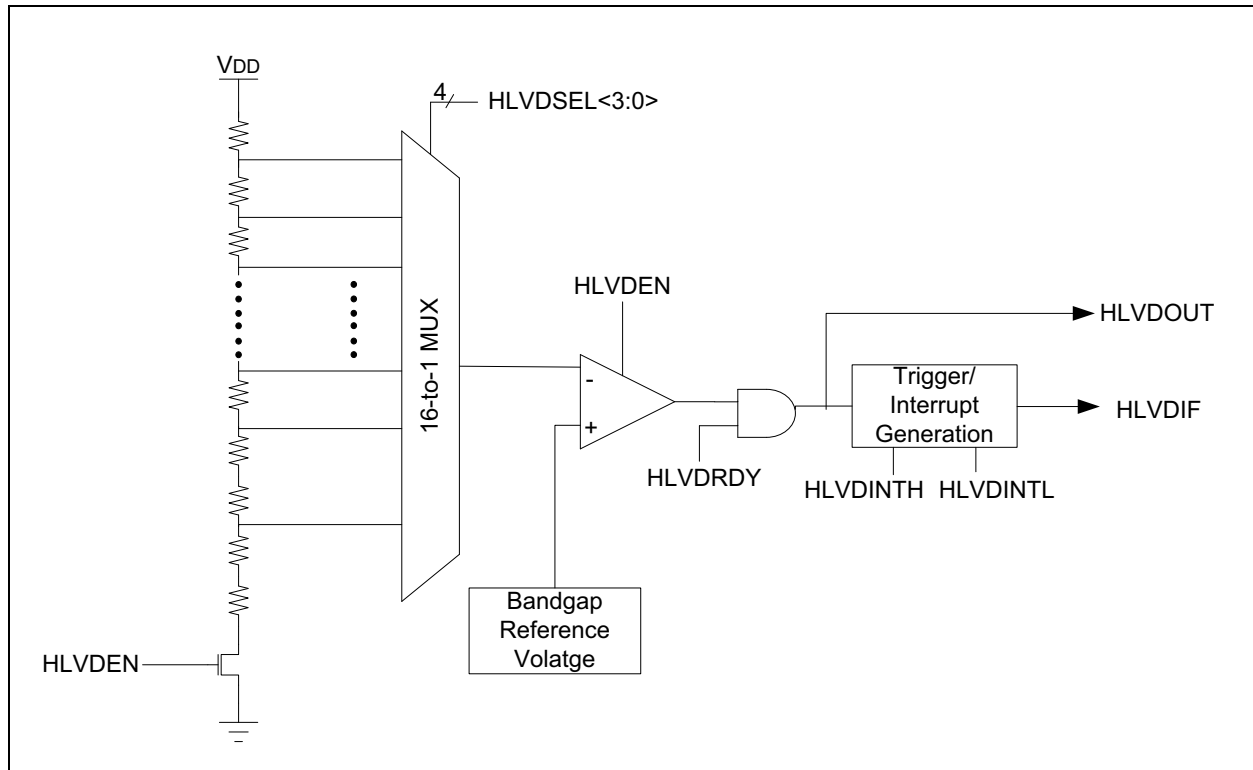 VDD
4
HLVDSEL<3:0>
16-to-1 MUX
HLVDEN
-
+
HLVDRDY
HLVDOUT
Trigger/
Interrupt
Generation
HLVDIF
HLVDINTH
HLVDINTL
Bandgap
Reference
Volatge
HLVDEN